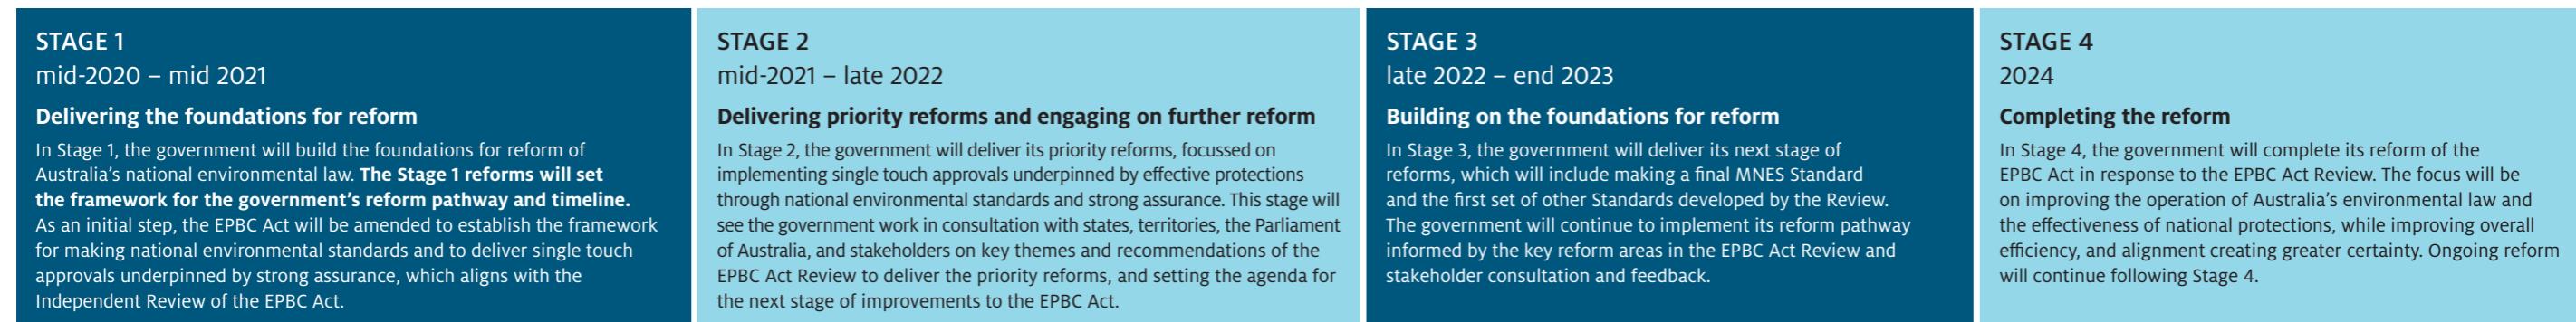 STAGE 1
mid-2020 – mid 2021
Delivering the foundations for reform
In Stage 1, the government will build the foundations for reform of
Australia's national environmental law. The Stage 1 reforms will set
the framework for the government's reform pathway and timeline.
As an initial step, the EPBC Act will be amended to establish the framework
for making national environmental standards and to deliver single touch
approvals underpinned by strong assurance, which aligns with the
Independent Review of the EPBC Act.
STAGE 2
mid-2021 – late 2022
Delivering priority reforms and engaging on further reform
In Stage 2, the government will deliver its priority reforms, focussed on
implementing single touch approvals underpinned by effective protections
through national environmental standards and strong assurance. This stage will
see the government work in consultation with states, territories, the Parliament
of Australia, and stakeholders on key themes and recommendations of the
EPBC Act Review to deliver the priority reforms, and setting the agenda for
the next stage of improvements to the EPBC Act.
STAGE 3
late 2022 – end 2023
Building on the foundations for reform
In Stage 3, the government will deliver its next stage of
reforms, which will include making a final MNES Standard
and the first set of other Standards developed by the Review.
The government will continue to implement its reform pathway
informed by the key reform areas in the EPBC Act Review and
stakeholder consultation and feedback.
STAGE 4
2024
Completing the reform
In Stage 4, the government will complete its reform of the
EPBC Act in response to the EPBC Act Review. The focus will be
on improving the operation of Australia's environmental law and
the effectiveness of national protections, while improving overall
efficiency, and alignment creating greater certainty. Ongoing reform
will continue following Stage 4.